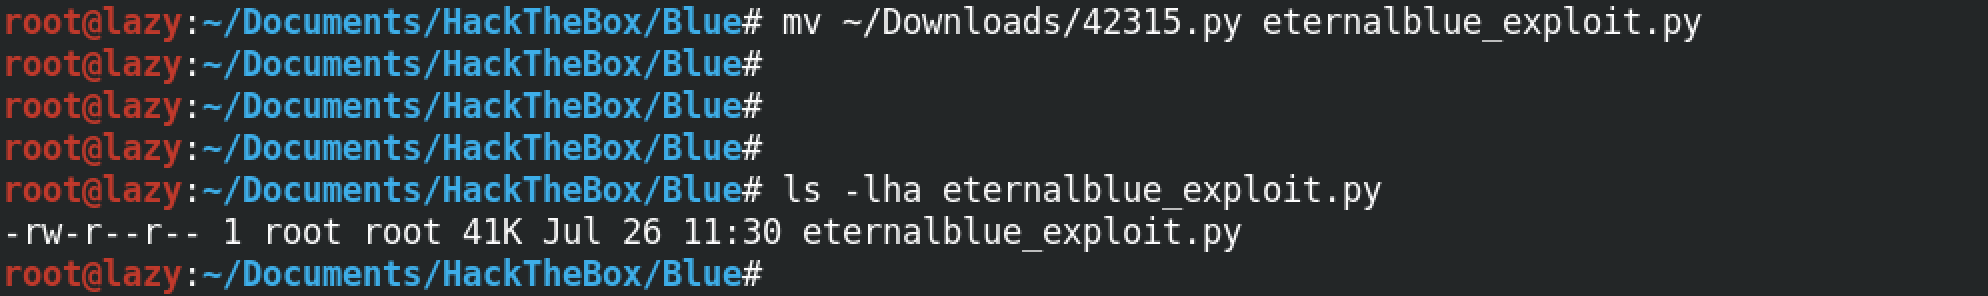 root@lazy:~/Documents/HackTheBox/Blue# mv ~/Downloads/42315.py eternalblue_exploit.py
root@lazy:~/Documents/HackTheBox/Blue#
root@lazy:~/Documents/HackTheBox/Blue#
root@lazy:~/Documents/HackTheBox/Blue#
root@lazy:~/Documents/HackTheBox/Blue# ls -lha eternalblue_exploit.py
-rw-r--r-- 1 root root 41K Jul 26 11:30 eternalblue_exploit.py
root@lazy:~/Documents/HackTheBox/Blue#